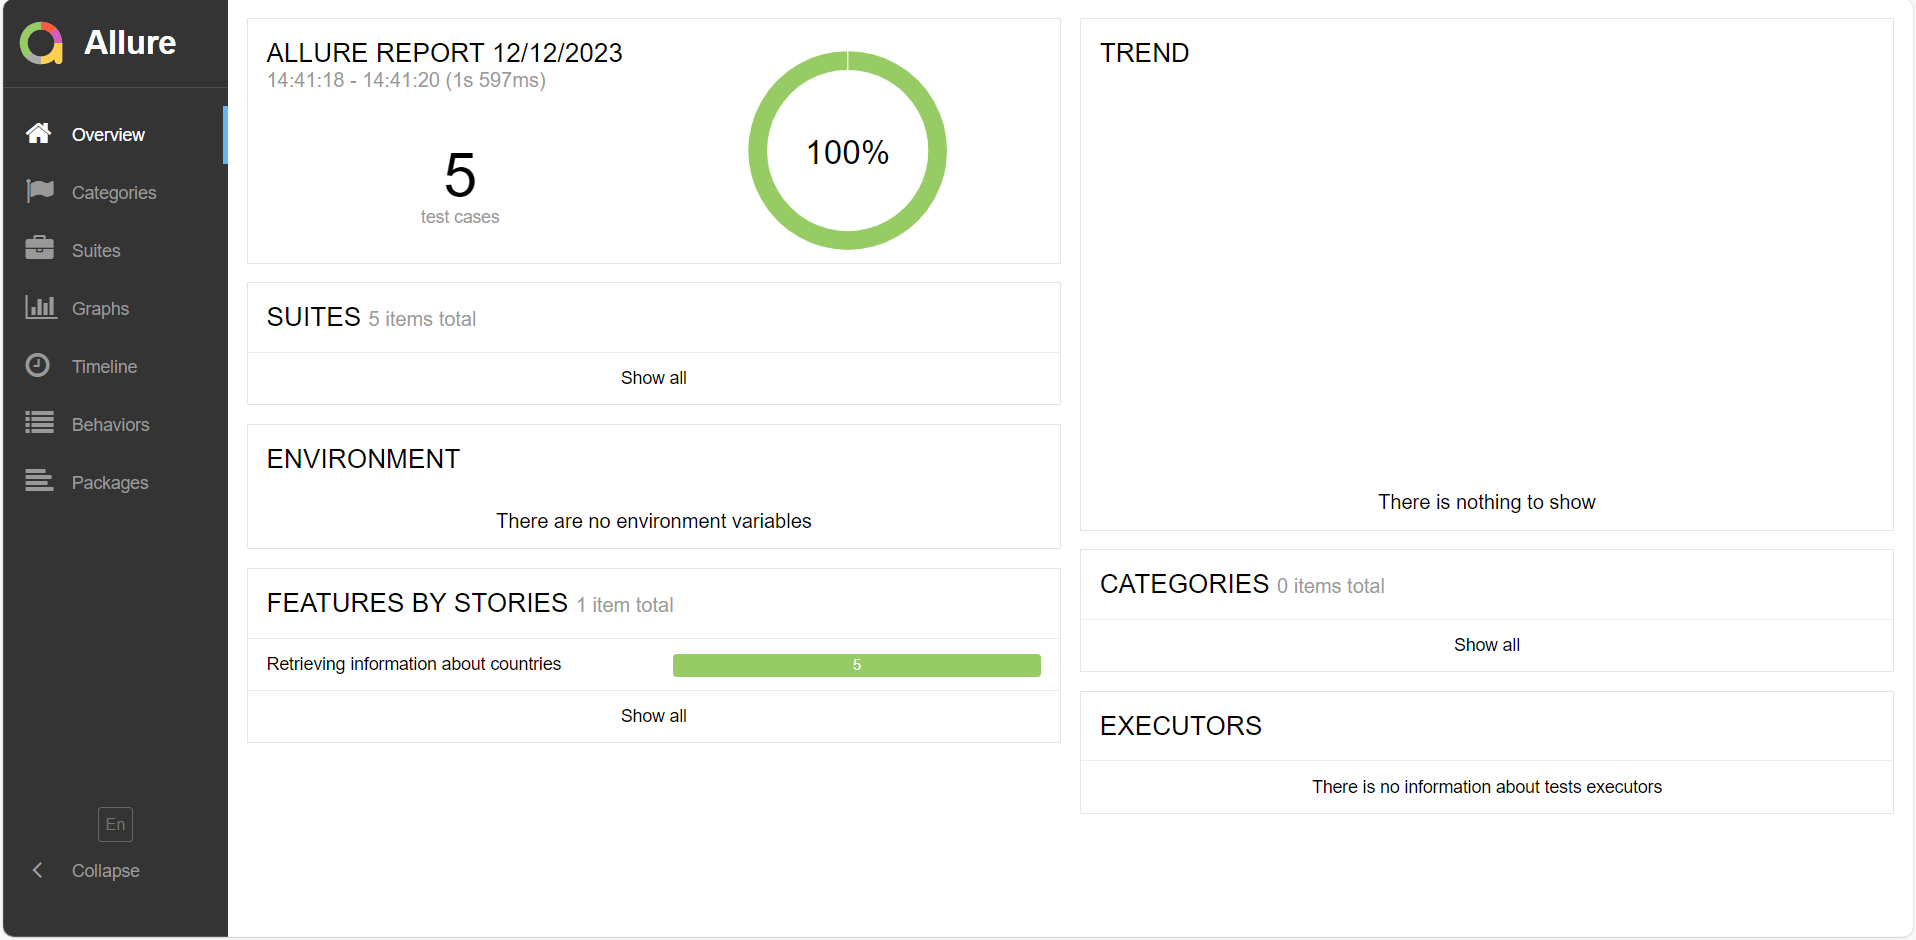 Allure
Overview
Categories
Suites
Graphs
Timeline
Behaviors
Packages
En
Collapse
ALLURE REPORT 12/12/2023
14:41:18 - 14:41:20 (1s 597ms)
5
test cases
100%
SUITES 5 items total
Show all
ENVIRONMENT
There are no environment variables
FEATURES BY STORIES 1 item total
Retrieving information about countries 5
Show all
TREND
There is nothing to show
CATEGORIES 0 items total
Show all
EXECUTORS
There is no information about tests executors